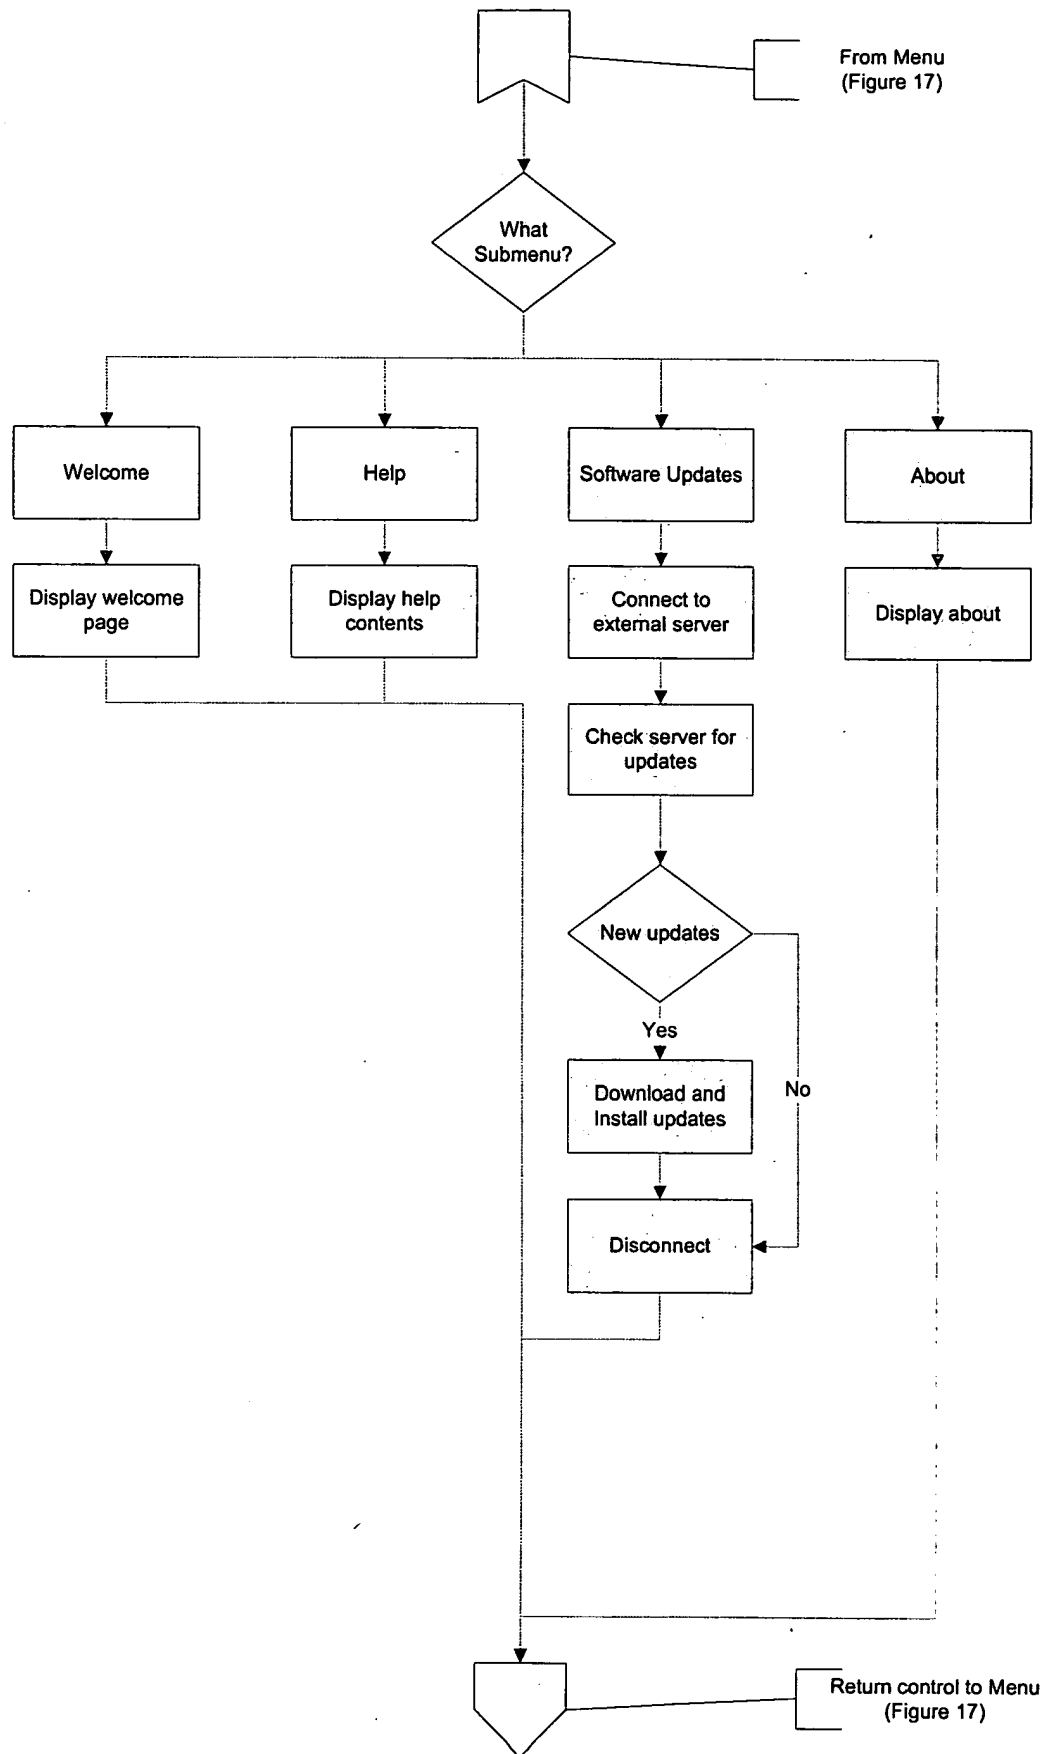 From Menu
(Figure 17)
What
Submenu?
Welcome
Help
Software Updates
About
Display welcome
page
Display help
contents
Connect to
external server
Display about
Check server for
updates
New updates
Yes
No
Download and
Install updates
Disconnect
Return control to Menu
(Figure 17)